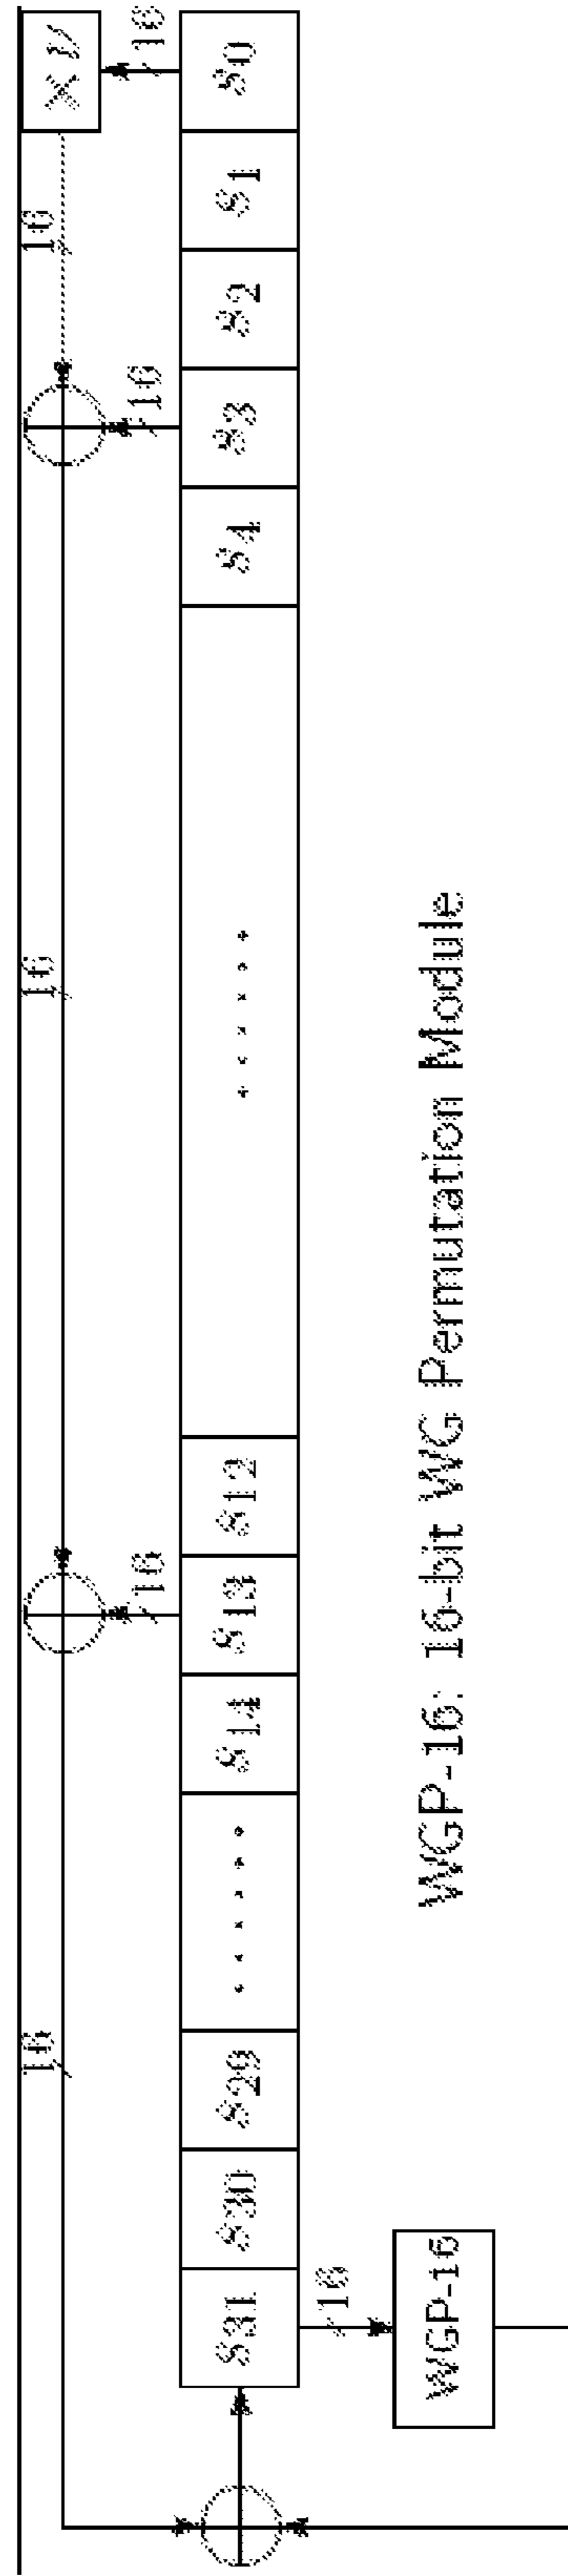 16 16 16 × ν
16 16 16
S31 S30 S29 ...... S14 S13 S12 ...... S4 S3 S2 S1 S0
16
WGP-16
WGP-16: 16-bit WG Permutation Module